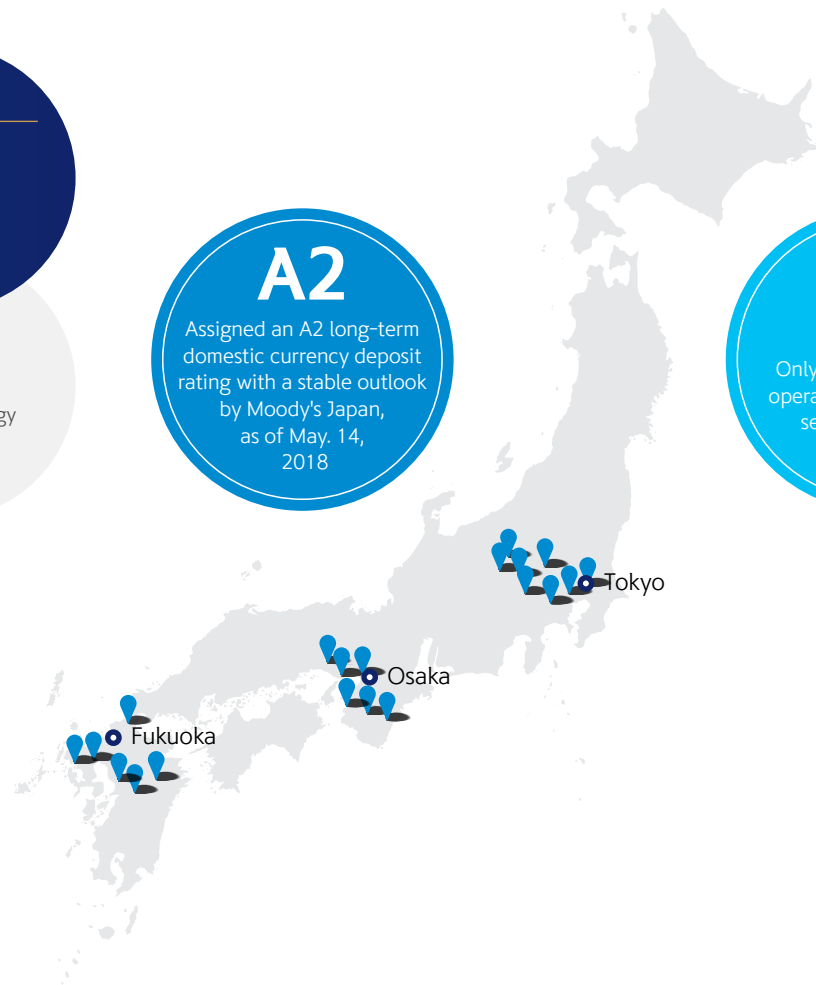 A2
Assigned an A2 long-term
domestic currency deposit
rating with a stable outlook
by Moody's Japan,
as of May. 14,
2018
Only
Tokyo
Osaka
Fukuoka